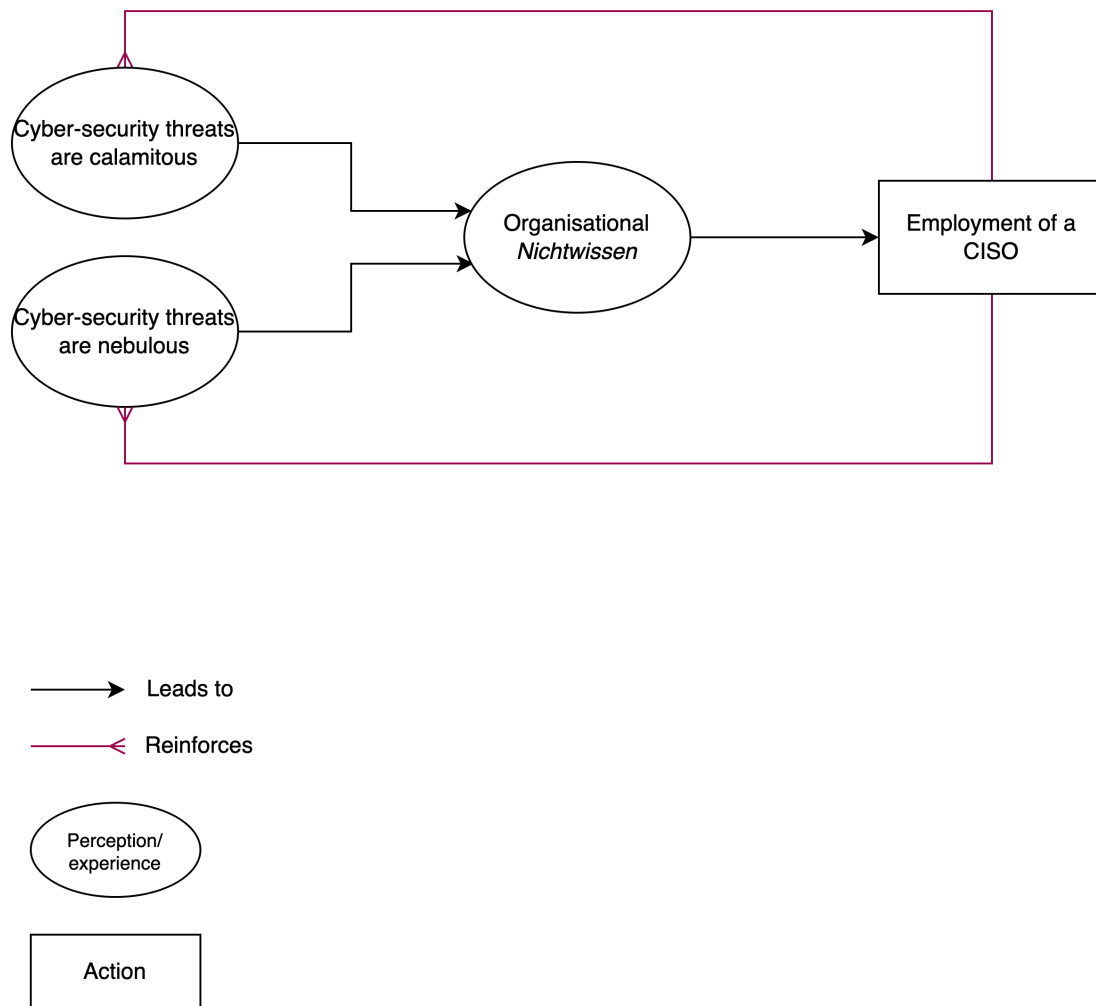 Cyber-security threats
are calamitous
Organisational
Nichtwissen
Employment of a
CISO
Cyber-security threats
are nebulous
Leads to
Reinforces
Perception/
experience
Action